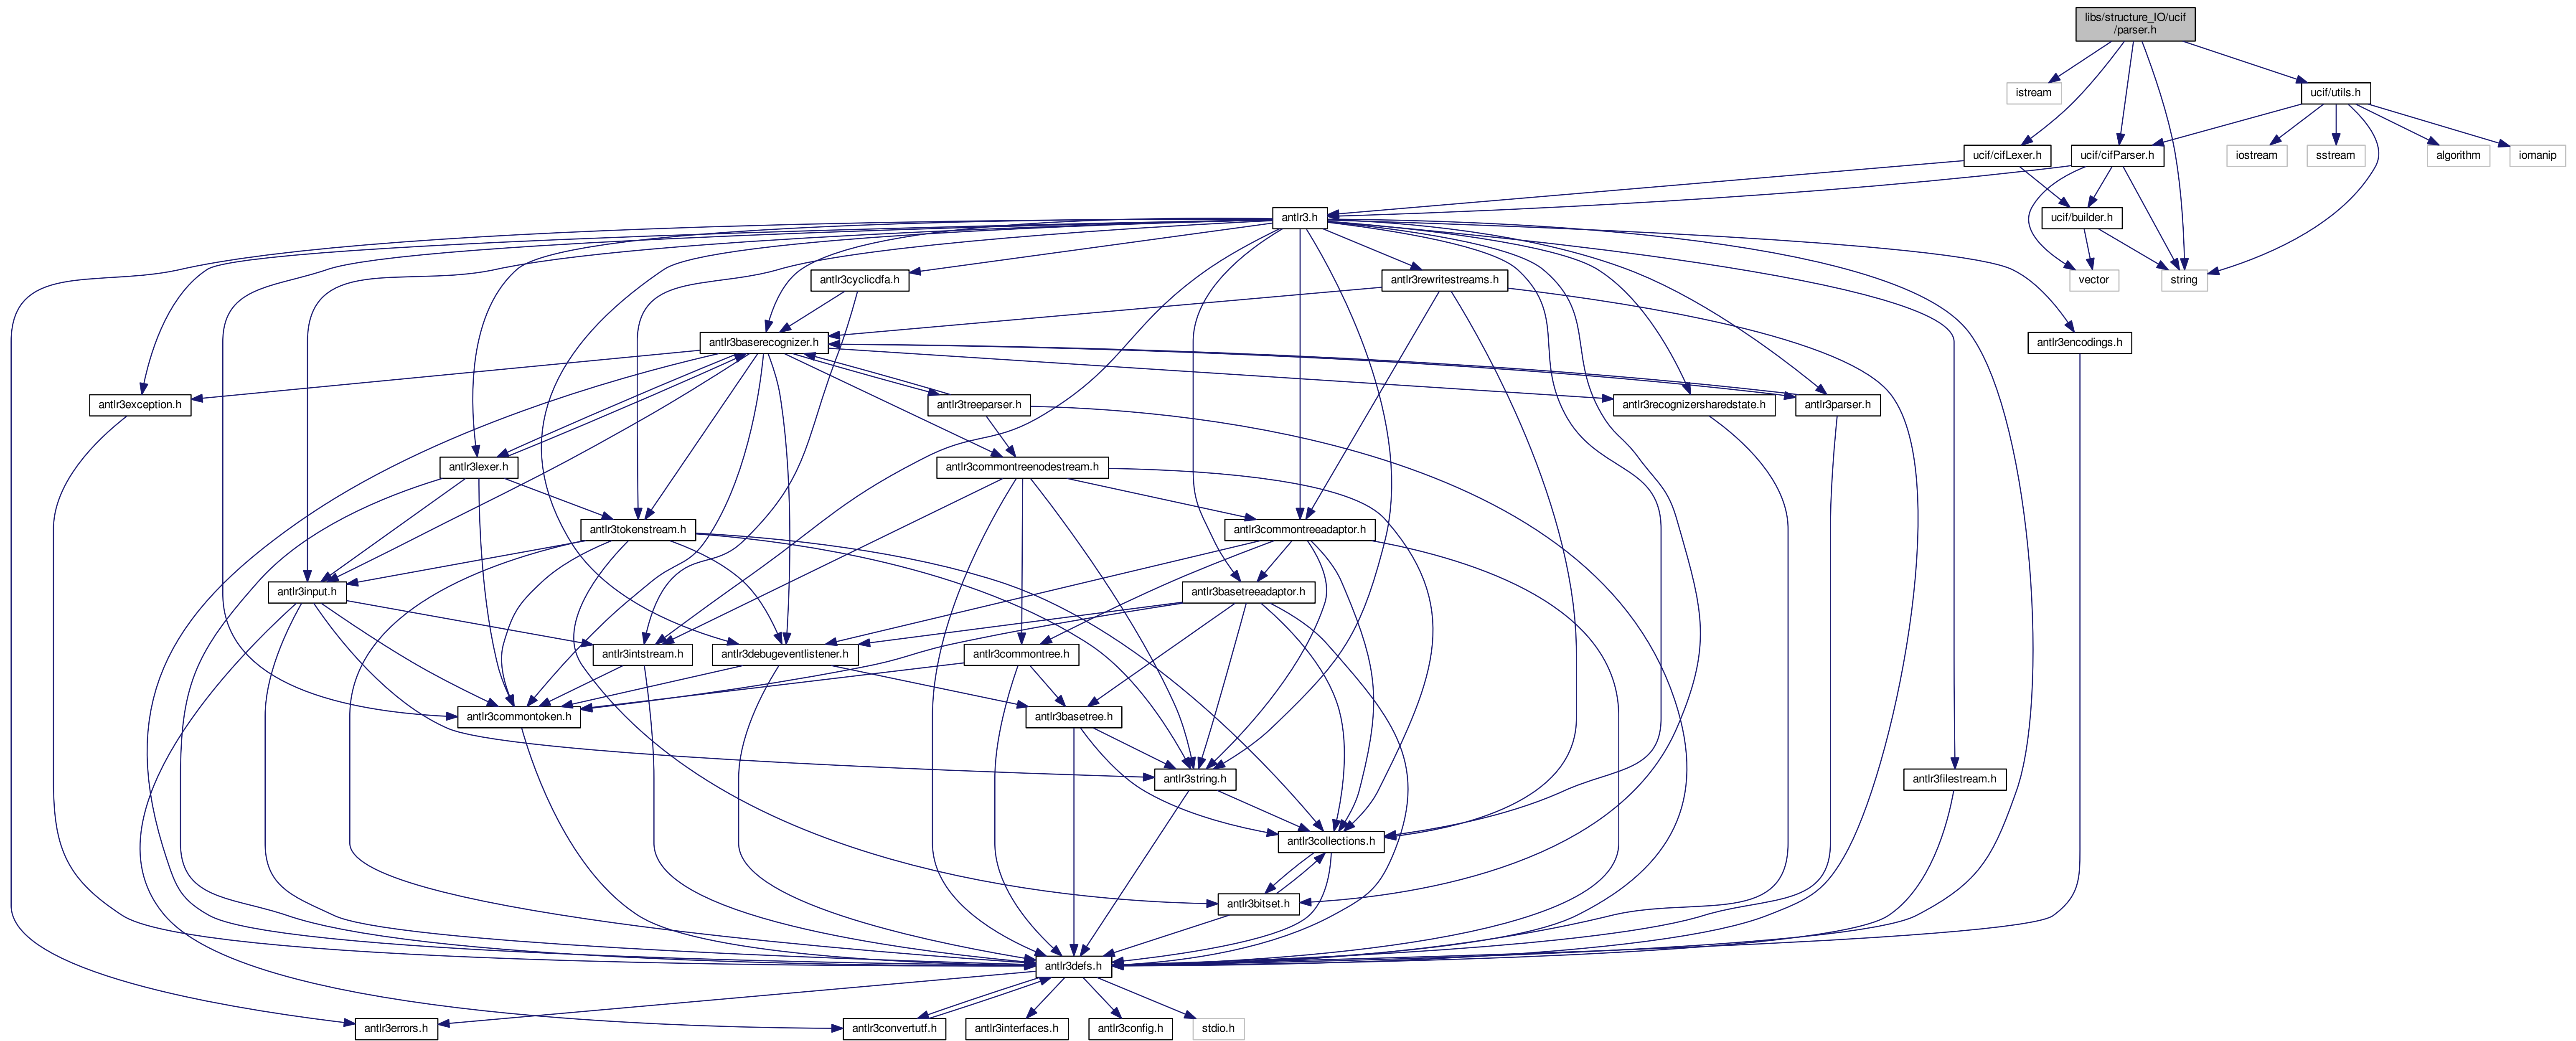 libs/structure_IO/ucif
/parser.h
istream
ucif/utils.h
ucif/cifLexer.h
ucif/cifParser.h
iostream
sstream
algorithm
iomanip
antlr3.h
ucif/builder.h
antlr3cyclicdfa.h
antlr3rewritestreams.h
vector
string
antlr3baserecognizer.h
antlr3encodings.h
antlr3exception.h
antlr3treeparser.h
antlr3recognizersharedstate.h
antlr3parser.h
antlr3lexer.h
antlr3commontreenodestream.h
antlr3tokenstream.h
antlr3commontreeadaptor.h
antlr3input.h
antlr3basetreeadaptor.h
antlr3intstream.h
antlr3debugeventlistener.h
antlr3commontree.h
antlr3commontoken.h
antlr3basetree.h
antlr3string.h
antlr3filestream.h
antlr3collections.h
antlr3bitset.h
antlr3defs.h
antlr3errors.h
antlr3convertutf.h
antlr3interfaces.h
antlr3config.h
stdio.h